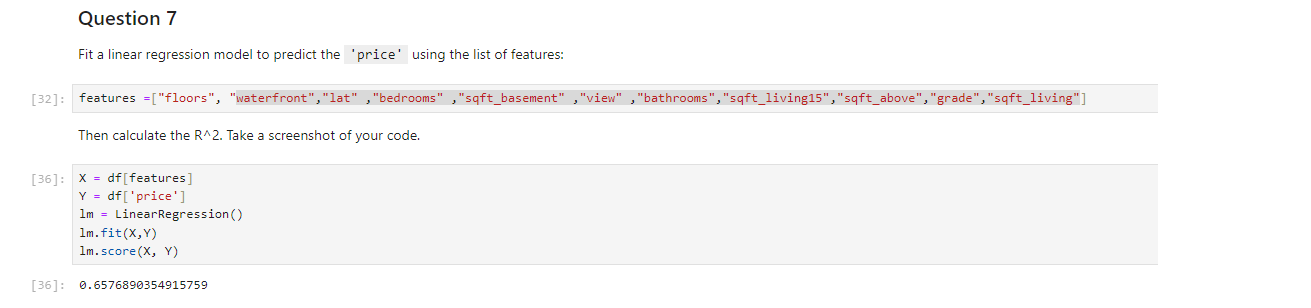 Question 7
Fit a linear regression model to predict the 'price' using the list of features:
[32]: features =["floors", "waterfront","lat" ,"bedrooms" ,"sqft_basement" ,"view" ,"bathrooms","sqft_living15","sqft_above","grade","sqft_living"]
Then calculate the R^2. Take a screenshot of your code.
[36]: X = df[features]
Y = df['price']
lm = LinearRegression()
lm.fit(X,Y)
lm.score(X, Y)
[36]: 0.6576890354915759